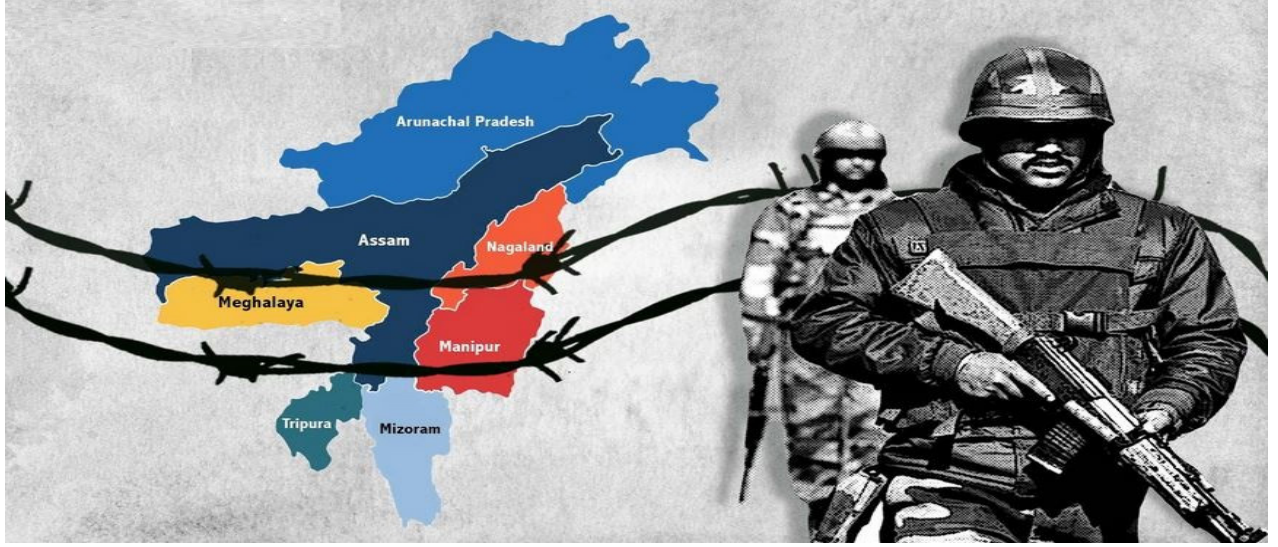 Arunachal Pradesh
Assam
Nagaland
Meghalaya
Manipur
Tripura
Mizoram